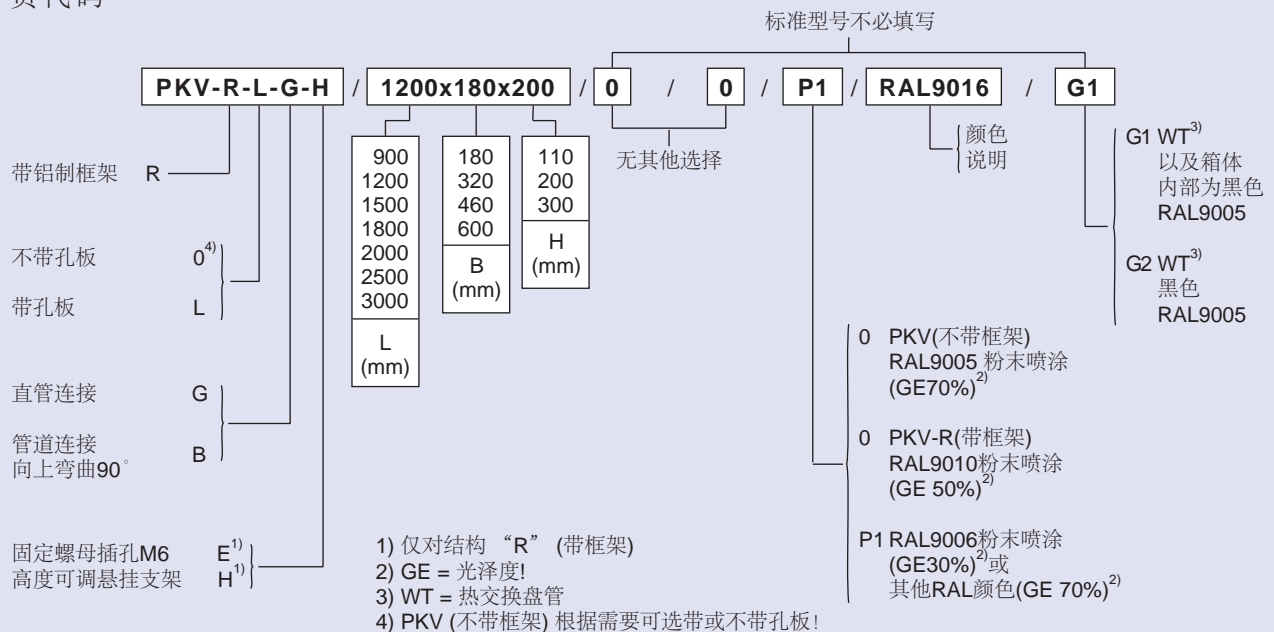 货代码
标准型号不必填写
PKV-R-L-G-H / 1200x180x200 / 0 / 0 / P1 / RAL9016 / G1
带铝制框架 R
不带孔板 0⁴⁾
带孔板 L
直管连接 G
管道连接
向上弯曲90° B
固定螺母插孔M6 E¹⁾
高度可调悬挂支架 H¹⁾
900
1200
1500
1800
2000
2500
3000
L
(mm)
180
320
460
600
B
(mm)
110
200
300
H
(mm)
无其他选择
颜色
说明
G1 WT³⁾
以及箱体
内部为黑色
RAL9005
G2 WT³⁾
黑色
RAL9005
0 PKV(不带框架)
RAL9005 粉末喷涂
(GE70%)²⁾
0 PKV-R(带框架)
RAL9010粉末喷涂
(GE 50%)²⁾
P1 RAL9006粉末喷涂
(GE30%)²⁾或
其他RAL颜色(GE 70%)²⁾
1) 仅对结构 “R” (带框架)
2) GE = 光泽度!
3) WT = 热交换盘管
4) PKV (不带框架) 根据需要可选带或不带孔板!